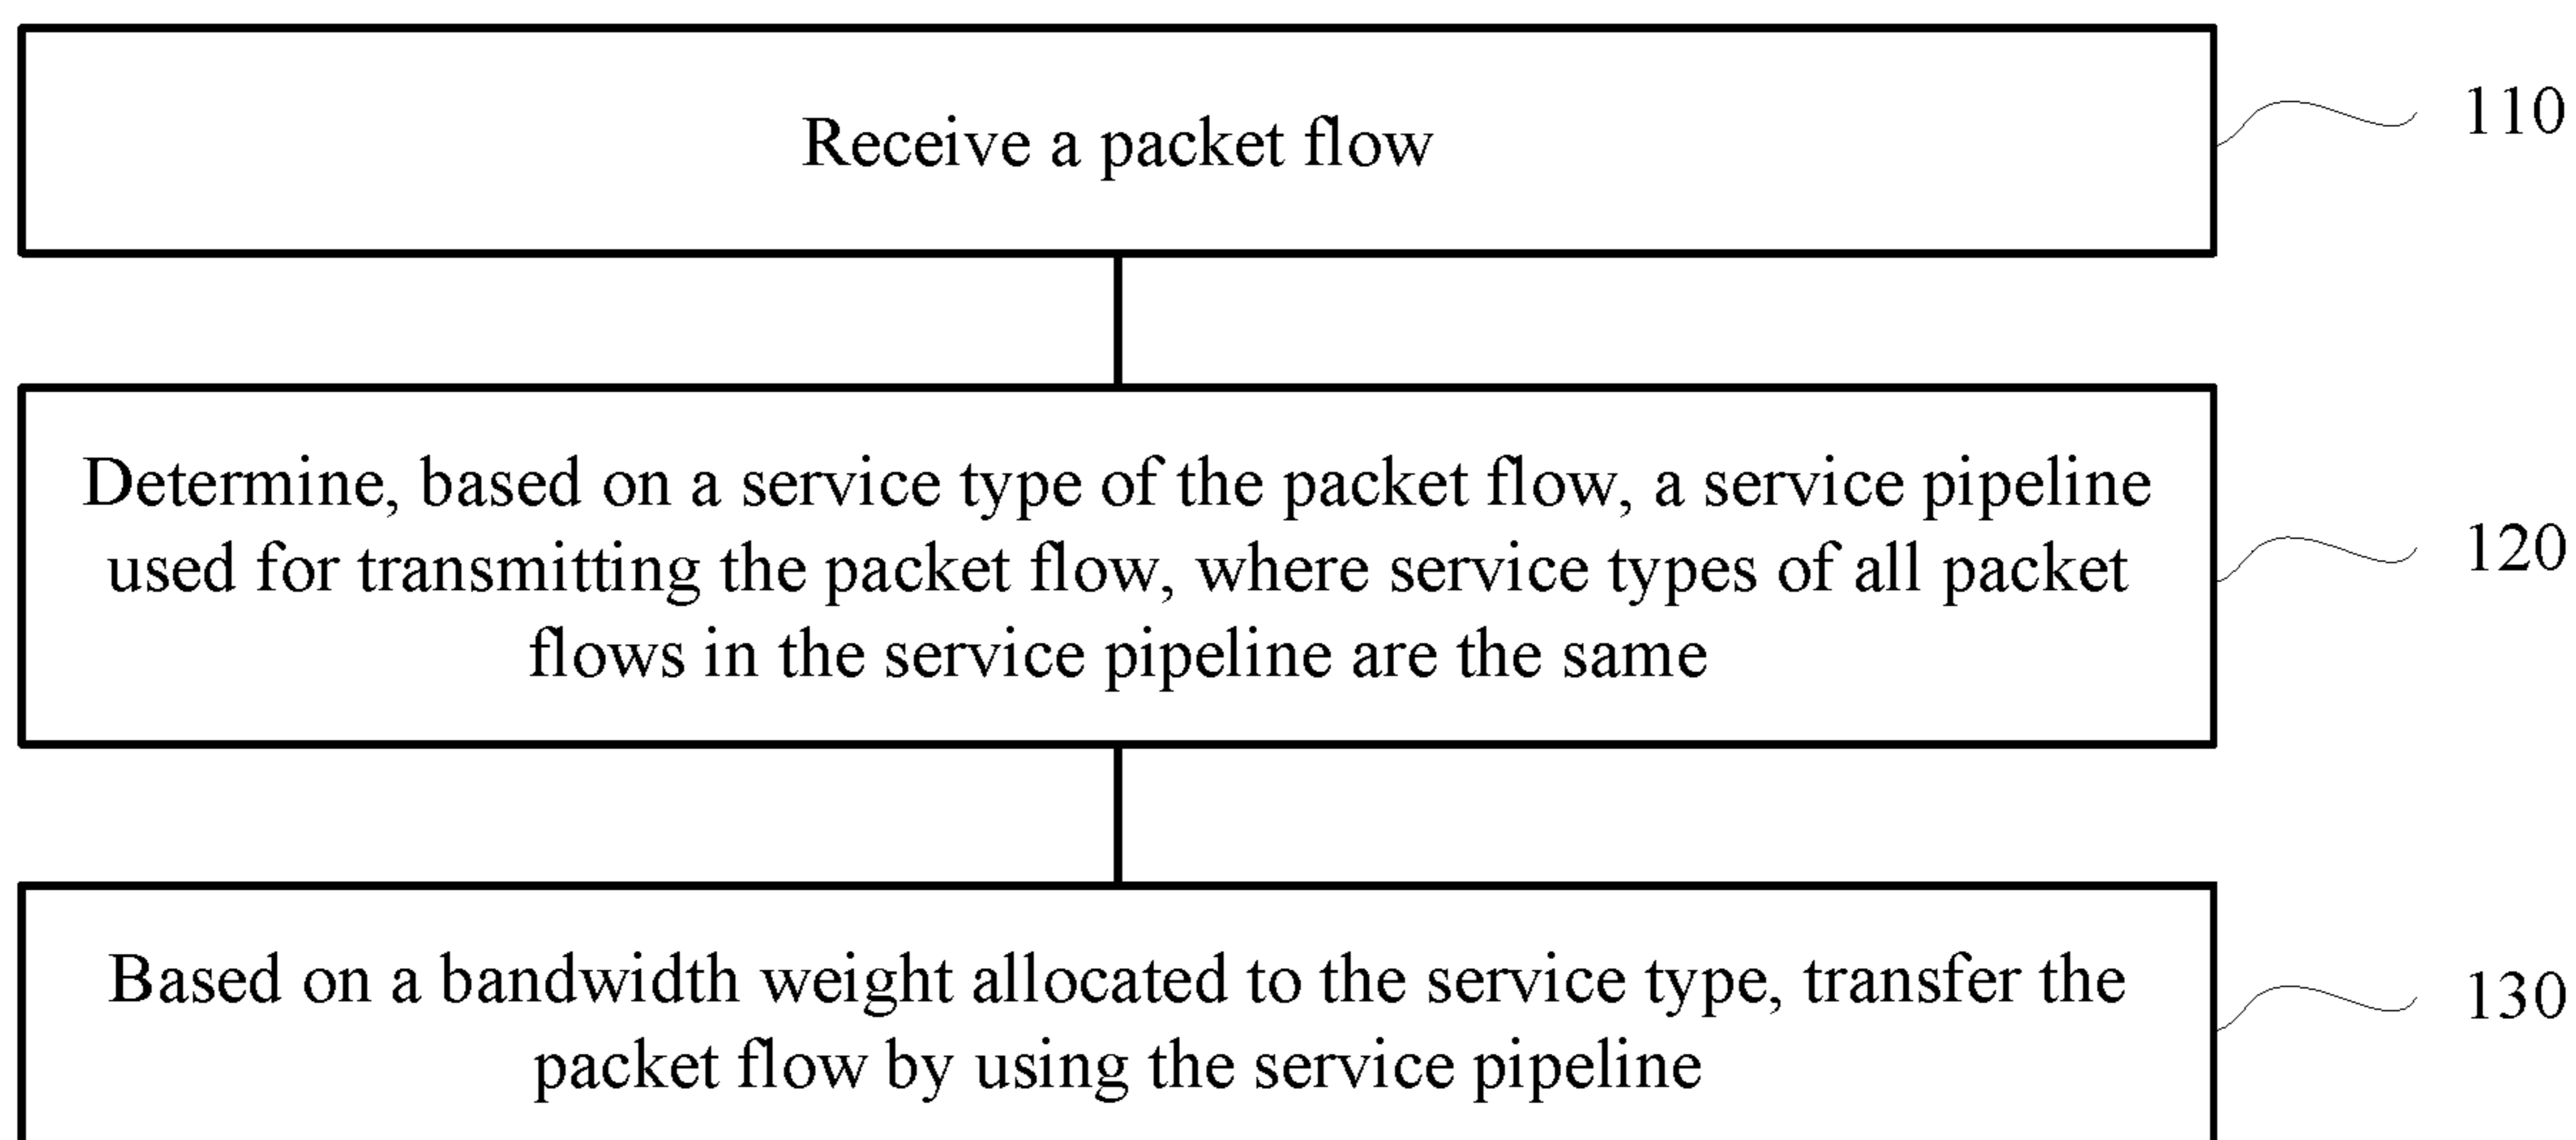 Receive a packet flow
110
Determine, based on a service type of the packet flow, a service pipeline
used for transmitting the packet flow, where service types of all packet
flows in the service pipeline are the same
120
Based on a bandwidth weight allocated to the service type, transfer the
packet flow by using the service pipeline
130